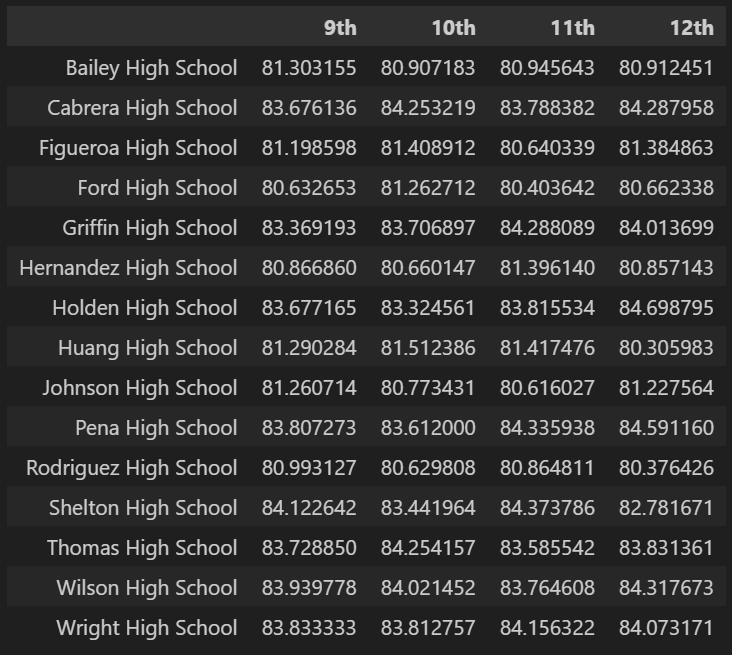 9th 10th 11th 12th
Bailey High School 81.303155 80.907183 80.945643 80.912451
Cabrera High School 83.676136 84.253219 83.788382 84.287958
Figueroa High School 81.198598 81.408912 80.640339 81.384863
Ford High School 80.632653 81.262712 80.403642 80.662338
Griffin High School 83.369193 83.706897 84.288089 84.013699
Hernandez High School 80.866860 80.660147 81.396140 80.857143
Holden High School 83.677165 83.324561 83.815534 84.698795
Huang High School 81.290284 81.512386 81.417476 80.305983
Johnson High School 81.260714 80.773431 80.616027 81.227564
Pena High School 83.807273 83.612000 84.335938 84.591160
Rodriguez High School 80.993127 80.629808 80.864811 80.376426
Shelton High School 84.122642 83.441964 84.373786 82.781671
Thomas High School 83.728850 84.254157 83.585542 83.831361
Wilson High School 83.939778 84.021452 83.764608 84.317673
Wright High School 83.833333 83.812757 84.156322 84.073171